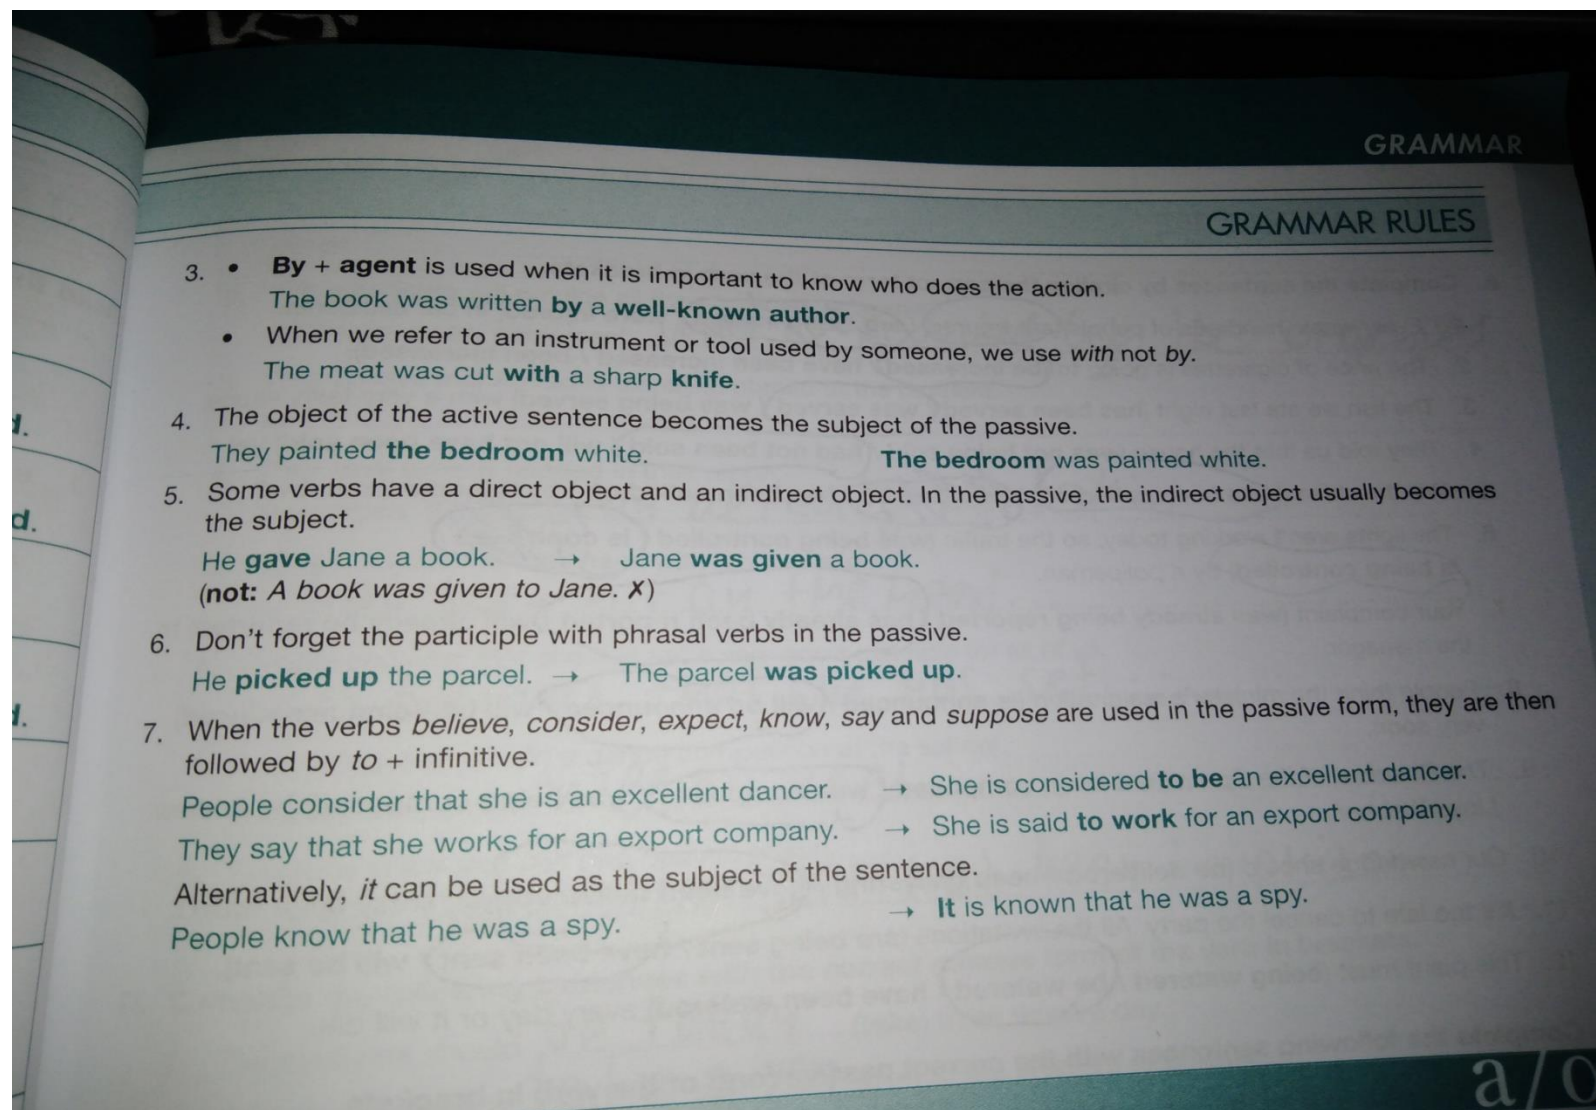 GRAMMAR
GRAMMAR RULES
3. • By + agent is used when it is important to know who does the action.
The book was written by a well-known author.
• When we refer to an instrument or tool used by someone, we use with not by.
The meat was cut with a sharp knife.
4. The object of the active sentence becomes the subject of the passive.
They painted the bedroom white. The bedroom was painted white.
5. Some verbs have a direct object and an indirect object. In the passive, the indirect object usually becomes
the subject.
He gave Jane a book. → Jane was given a book.
(not: A book was given to Jane. ✗)
6. Don't forget the participle with phrasal verbs in the passive.
He picked up the parcel. → The parcel was picked up.
7. When the verbs believe, consider, expect, know, say and suppose are used in the passive form, they are then
followed by to + infinitive.
People consider that she is an excellent dancer. → She is considered to be an excellent dancer.
They say that she works for an export company. → She is said to work for an export company.
Alternatively, it can be used as the subject of the sentence.
People know that he was a spy. → It is known that he was a spy.